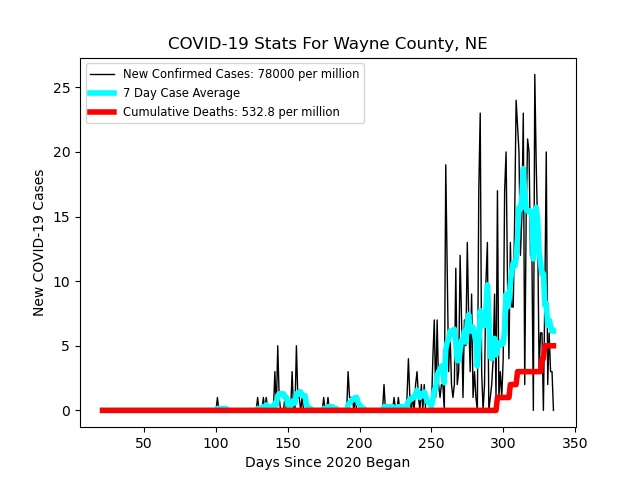 COVID-19 Stats For Wayne County, NE
New Confirmed Cases: 78000 per million
7 Day Case Average
Cumulative Deaths: 532.8 per million
New COVID-19 Cases
25
20
15
10
5
0
50 100 150 200 250 300 350
Days Since 2020 Began